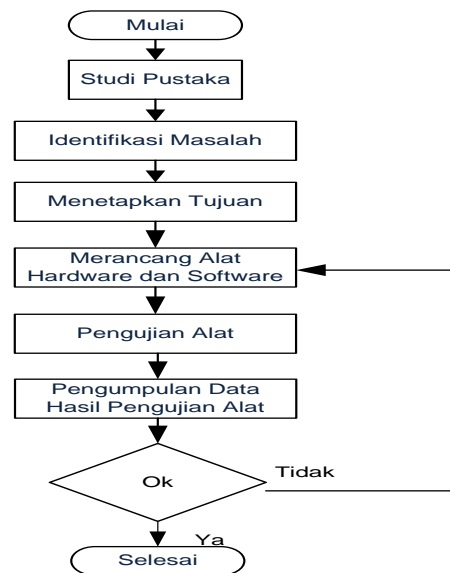 Mulai
Studi Pustaka
Identifikasi Masalah
Menetapkan Tujuan
Merancang Alat
Hardware dan Software
Pengujian Alat
Pengumpulan Data
Hasil Pengujian Alat
Ok
Tidak
Ya
Selesai